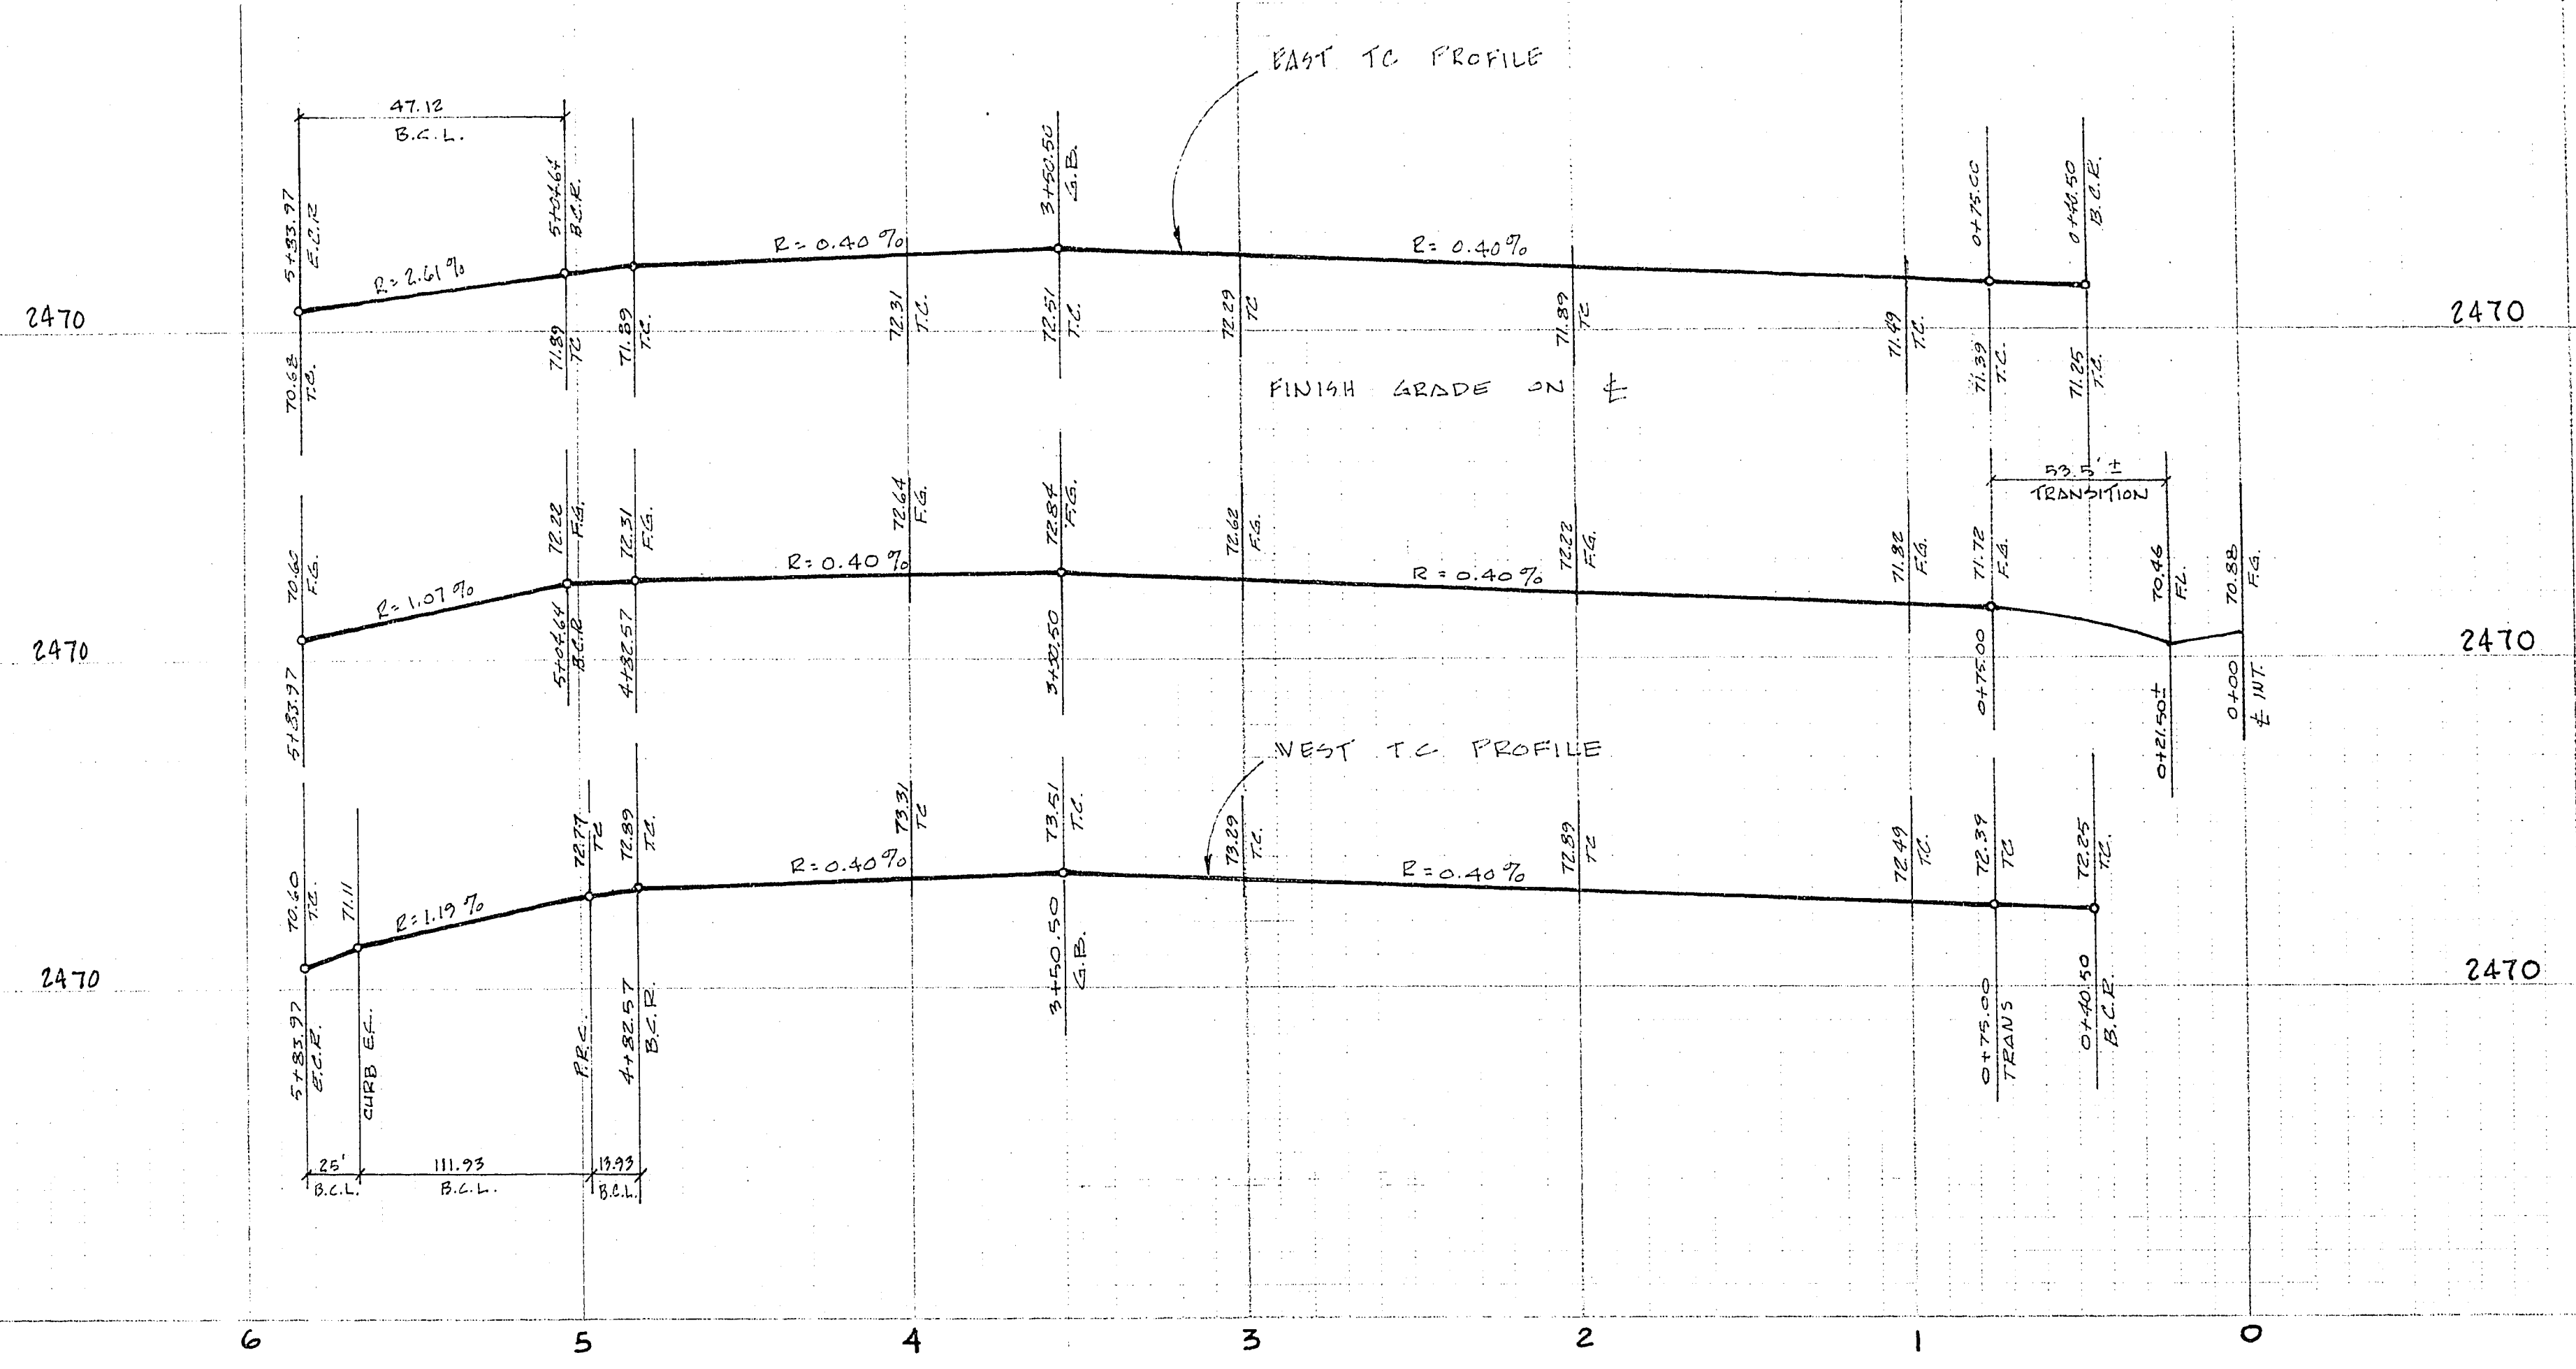 EAST TC PROFILE
47.12
B.C.L.
5+83.97
E.C.R
5+04.64
B.C.R.
3+50.50
G.B.
0+75.00
0+40.50
B.C.R.
R=2.61%
R=0.40%
R=0.40%
2470
2470
70.62
T.C.
71.89
TC
71.89
T.C.
72.31
T.C.
72.51
T.C.
72.29
TC
71.89
TC
71.49
T.C.
71.39
T.C.
71.25
T.C.
FINISH GRADE ON ℄
53.5'±
TRANSITION
70.60
F.G.
72.22
F.G.
72.31
F.G.
72.64
F.G.
72.84
F.G.
72.62
F.G.
72.22
F.G.
71.82
F.G.
71.72
F.G.
70.46
F.L.
70.88
F.G.
R=1.07%
R=0.40%
R=0.40%
2470
2470
5+83.97
5+04.64
B.C.R
4+82.57
3+50.50
0+75.00
0+21.50±
0+00
℄ INT.
WEST T.C. PROFILE
70.60
T.C.
71.11
72.77
TC
72.89
T.C.
73.31
TC
73.51
T.C.
73.29
T.C.
72.89
TC
72.49
T.C.
72.39
TC
72.25
T.C.
R=1.19%
R=0.40%
R=0.40%
2470
2470
5+83.97
E.C.R.
CURB E.C.
P.R.C.
4+82.57
B.C.R.
3+50.50
G.B.
0+75.00
TRANS
0+40.50
B.C.R.
25'
B.C.L.
111.93
B.C.L.
13.93
B.C.L.
6
5
4
3
2
1
0